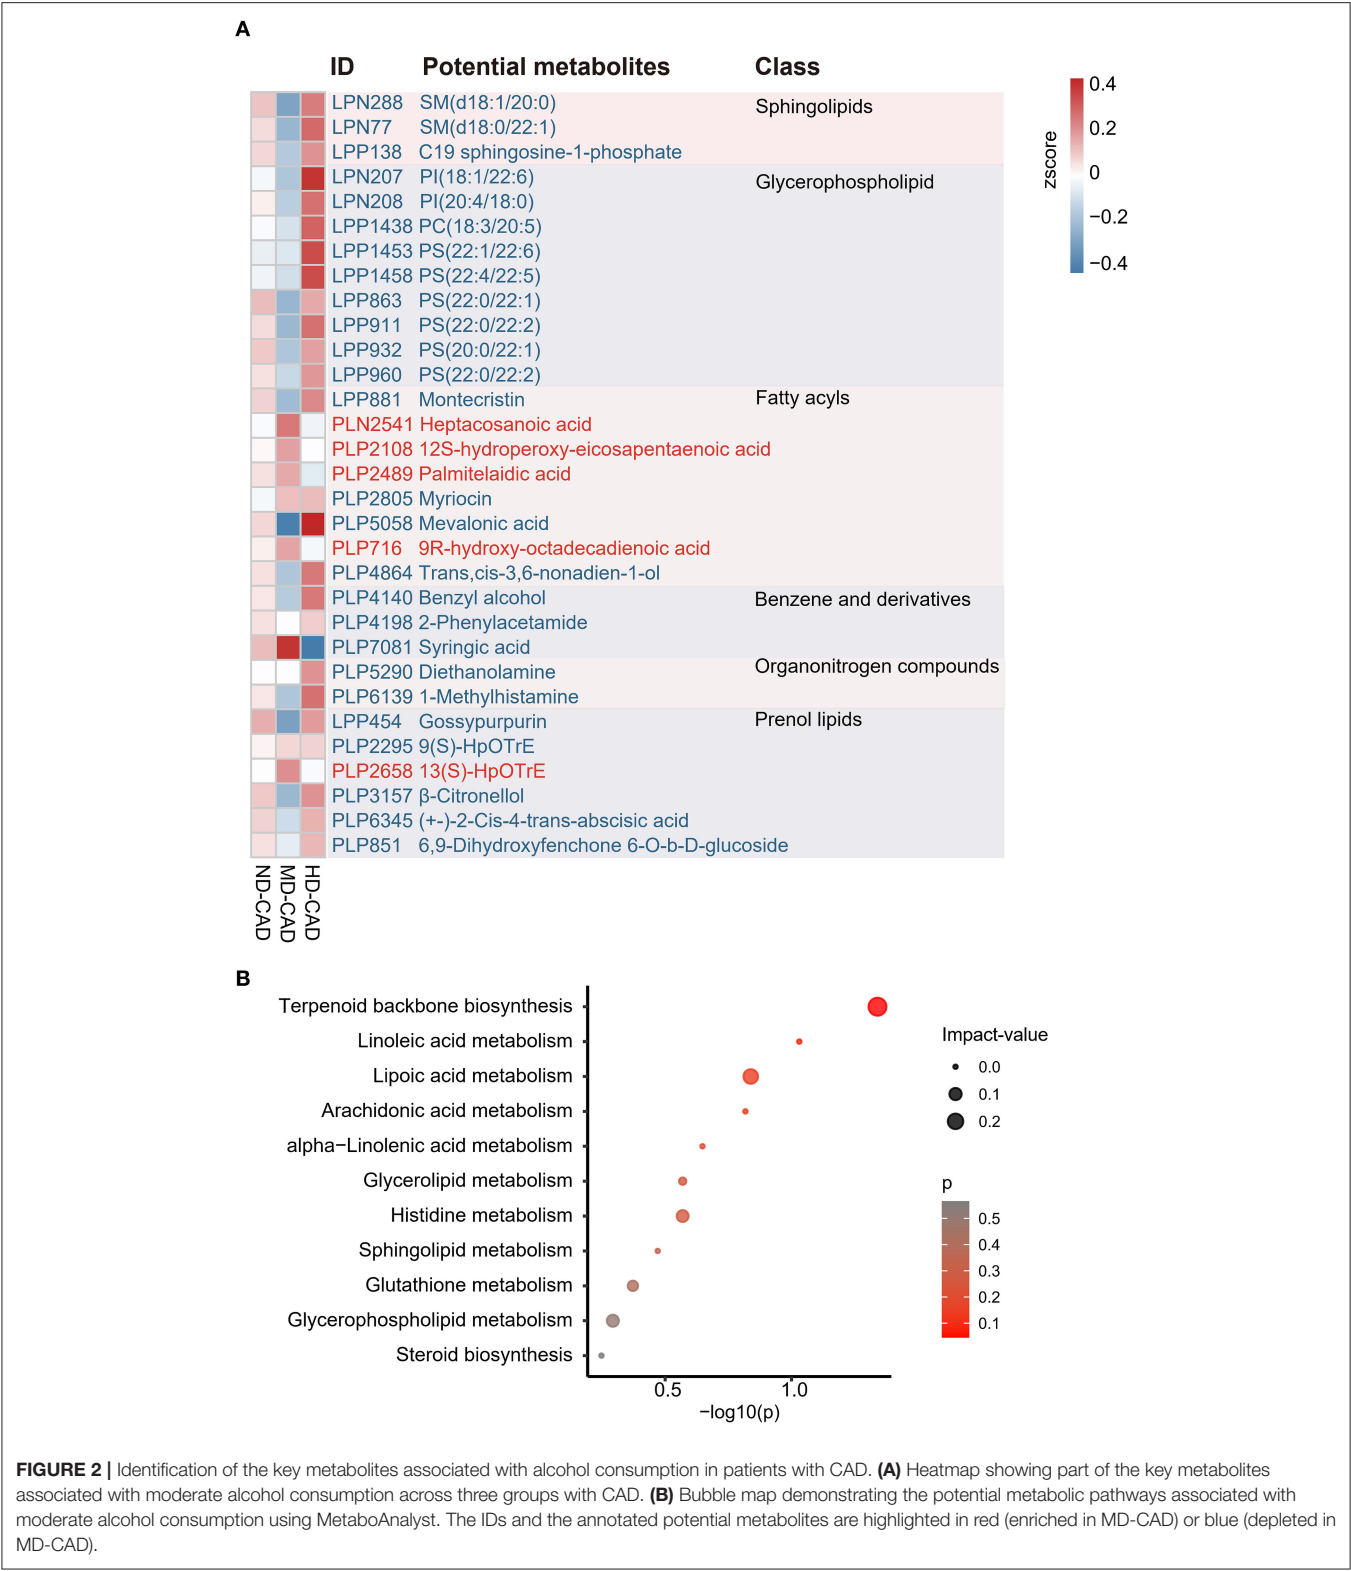 A
ID Potential metabolites Class
LPN288 SM(d18:1/20:0) Sphingolipids
LPN77 SM(d18:0/22:1)
LPP138 C19 sphingosine-1-phosphate
LPN207 PI(18:1/22:6) Glycerophospholipid
LPN208 PI(20:4/18:0)
LPP1438 PC(18:3/20:5)
LPP1453 PS(22:1/22:6)
LPP1458 PS(22:4/22:5)
LPP863 PS(22:0/22:1)
LPP911 PS(22:0/22:2)
LPP932 PS(20:0/22:1)
LPP960 PS(22:0/22:2)
LPP881 Montecristin Fatty acyls
PLN2541 Heptacosanoic acid
PLP2108 12S-hydroperoxy-eicosapentaenoic acid
PLP2489 Palmitelaidic acid
PLP2805 Myriocin
PLP5058 Mevalonic acid
PLP716 9R-hydroxy-octadecadienoic acid
PLP4864 Trans,cis-3,6-nonadien-1-ol
PLP4140 Benzyl alcohol Benzene and derivatives
PLP4198 2-Phenylacetamide
PLP7081 Syringic acid
PLP5290 Diethanolamine Organonitrogen compounds
PLP6139 1-Methylhistamine
LPP454 Gossypurpurin Prenol lipids
PLP2295 9(S)-HpOTrE
PLP2658 13(S)-HpOTrE
PLP3157 β-Citronellol
PLP6345 (+-)-2-Cis-4-trans-abscisic acid
PLP851 6,9-Dihydroxyfenchone 6-O-b-D-glucoside
ND-CAD
MD-CAD
HD-CAD
zscore
0.4
0.2
0
−0.2
−0.4
B
Terpenoid backbone biosynthesis
Linoleic acid metabolism
Lipoic acid metabolism
Arachidonic acid metabolism
alpha−Linolenic acid metabolism
Glycerolipid metabolism
Histidine metabolism
Sphingolipid metabolism
Glutathione metabolism
Glycerophospholipid metabolism
Steroid biosynthesis
0.5 1.0
−log10(p)
Impact-value
0.0
0.1
0.2
p
0.5
0.4
0.3
0.2
0.1
FIGURE 2 | Identification of the key metabolites associated with alcohol consumption in patients with CAD. (A) Heatmap showing part of the key metabolites
associated with moderate alcohol consumption across three groups with CAD. (B) Bubble map demonstrating the potential metabolic pathways associated with
moderate alcohol consumption using MetaboAnalyst. The IDs and the annotated potential metabolites are highlighted in red (enriched in MD-CAD) or blue (depleted in
MD-CAD).